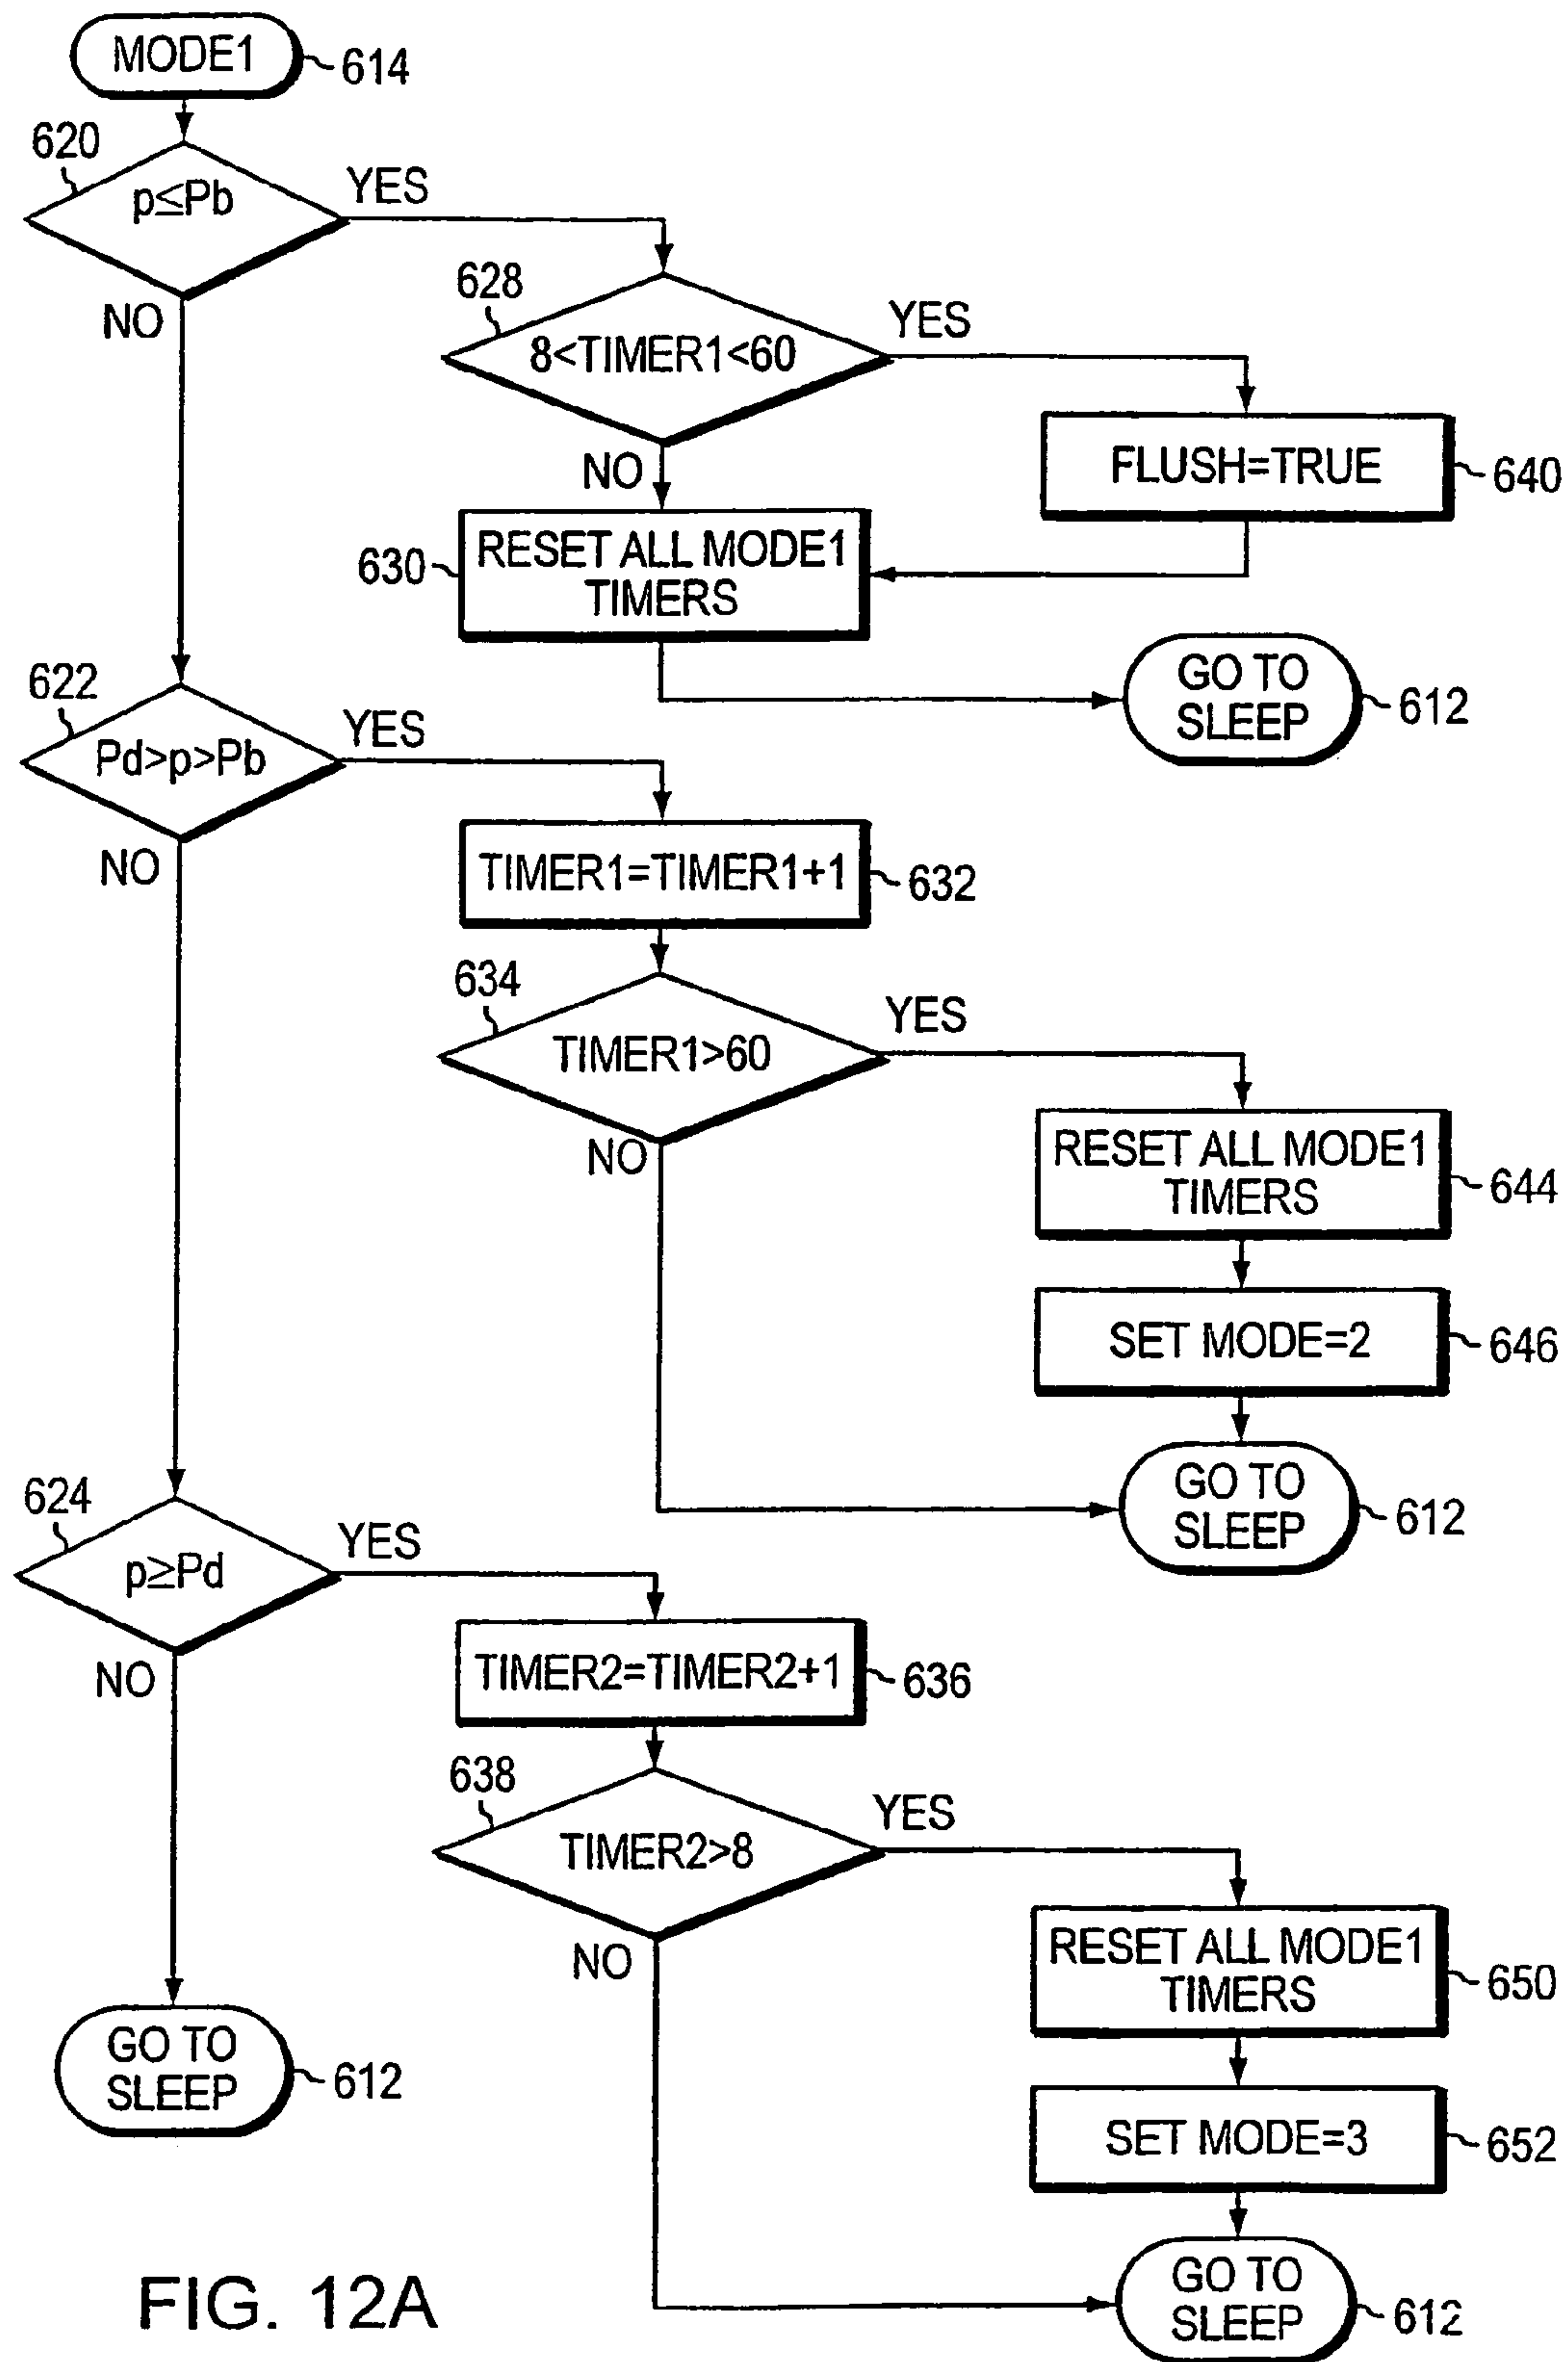 MODE1
614
620
p≤Pb
YES
NO
628
8<TIMER1<60
YES
NO
FLUSH=TRUE
640
630
RESET ALL MODE1
TIMERS
GO TO
SLEEP
612
622
Pd>p>Pb
YES
NO
TIMER1=TIMER1+1
632
634
TIMER1>60
YES
NO
RESET ALL MODE1
TIMERS
644
SET MODE=2
646
GO TO
SLEEP
612
624
p≥Pd
YES
NO
TIMER2=TIMER2+1
636
638
TIMER2>8
YES
NO
RESET ALL MODE1
TIMERS
650
GO TO
SLEEP
612
SET MODE=3
652
GO TO
SLEEP
612
FIG. 12A